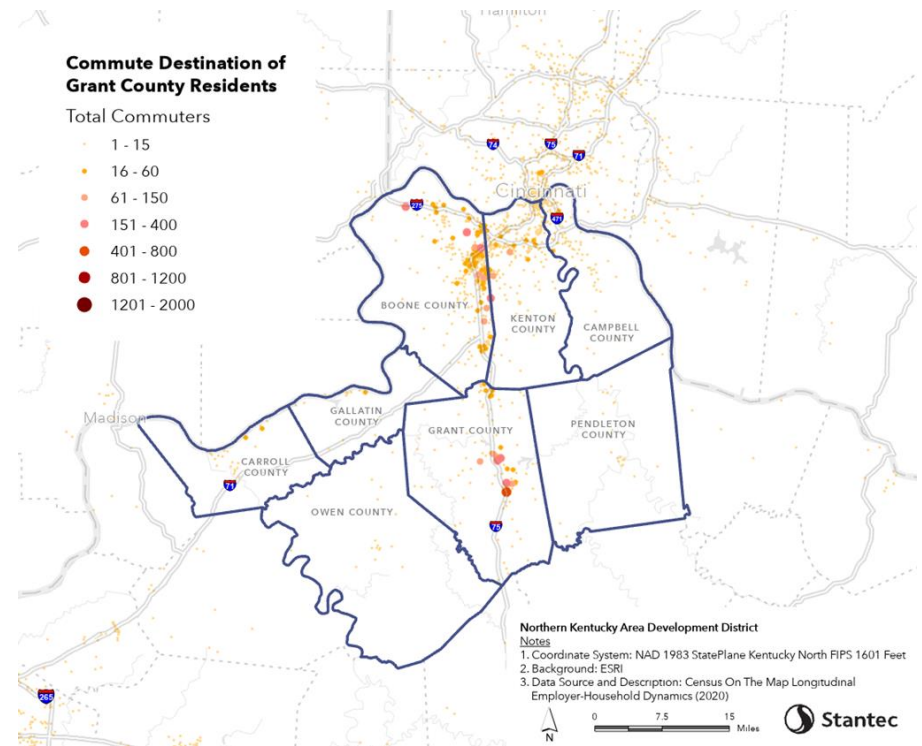 Hamilton
Commute Destination of
Grant County Residents
Total Commuters
1 - 15
16 - 60
61 - 150
151 - 400
401 - 800
801 - 1200
1201 - 2000
74
75
71
Cincinnati
275
471
BOONE COUNTY
KENTON
COUNTY
CAMPBELL
COUNTY
GALLATIN
COUNTY
Madison
GRANT COUNTY
PENDLETON
COUNTY
CARROLL
COUNTY
71
OWEN COUNTY
75
265
Northern Kentucky Area Development District
Notes
1. Coordinate System: NAD 1983 StatePlane Kentucky North FIPS 1601 Feet
2. Background: ESRI
3. Data Source and Description: Census On The Map Longitudinal
Employer-Household Dynamics (2020)
N
0 7.5 15
Miles
Stantec